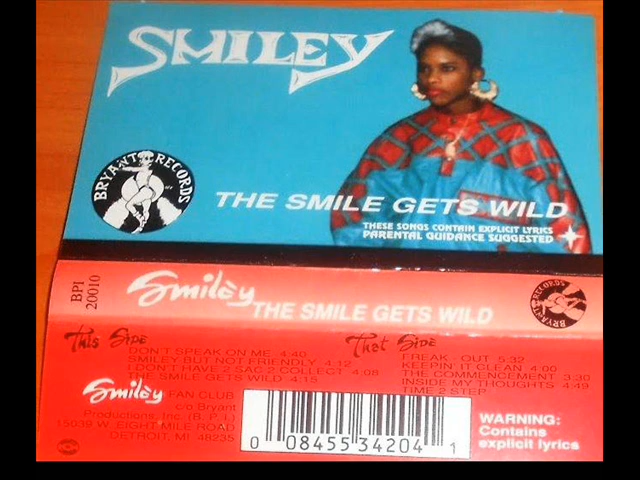 SMILEY
BRYANT RECORDS
THE SMILE GETS WILD
THESE SONGS CONTAIN EXPLICIT LYRICS
PARENTAL GUIDANCE SUGGESTED
BPI
20010
Smiley THE SMILE GETS WILD
BRYANT RECORDS
This Side
DON'T SPEAK ON ME 4:40
SMILEY BUT NOT FRIENDLY 4:12
I DON'T HAVE 2 SAC 2 COLLECT 4:08
THE SMILE GETS WILD 4:15
That Side
FREAK - OUT 5:32
KEEPIN' IT CLEAN 4:00
THE COMMENCEMENT 3:30
INSIDE MY THOUGHTS 4:49
TIME 2 STEP
Smiley FAN CLUB
c/o Bryant
Productions, Inc. (B. P. I.)
15039 W. EIGHT MILE ROAD
DETROIT, MI 48235
0 08455 34204 1
WARNING:
Contains
explicit lyrics